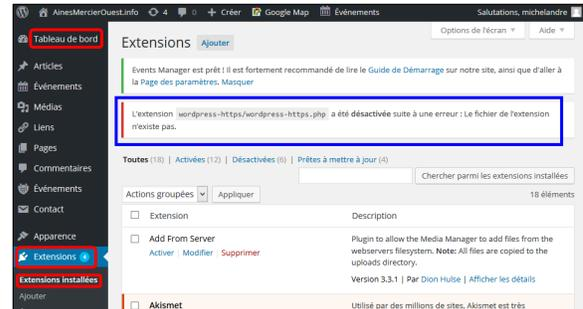 AinesMercierOuest.info 4 0 + Créer Google Map Événements Salutations, michelandre
Options de l'écran ▼ Aide ▼
Tableau de bord
Articles
Événements
Médias
Liens
Pages
Commentaires
Événements
Contact
Apparence
Extensions 4
Extensions installées
Ajouter
Extensions Ajouter
Events Manager est prêt ! Il est fortement recommandé de lire le Guide de Démarrage sur notre site, ainsi que d'aller à
la Page des paramètres. Masquer
L'extension wordpress-https/wordpress-https.php a été désactivée suite à une erreur : Le fichier de l'extension
n'existe pas.
Toutes (18) | Activées (12) | Désactivées (6) | Prêtes à mettre à jour (4)
Chercher parmi les extensions installées
Actions groupées Appliquer 18 éléments
Extension Description
Add From Server
Activer | Modifier | Supprimer
Plugin to allow the Media Manager to add files from the
webservers filesystem. Note: All files are copied to the
uploads directory.
Version 3.3.1 | Par Dion Hulse | Afficher les détails
Akismet Utilisé par des millions de sites, Akismet est très